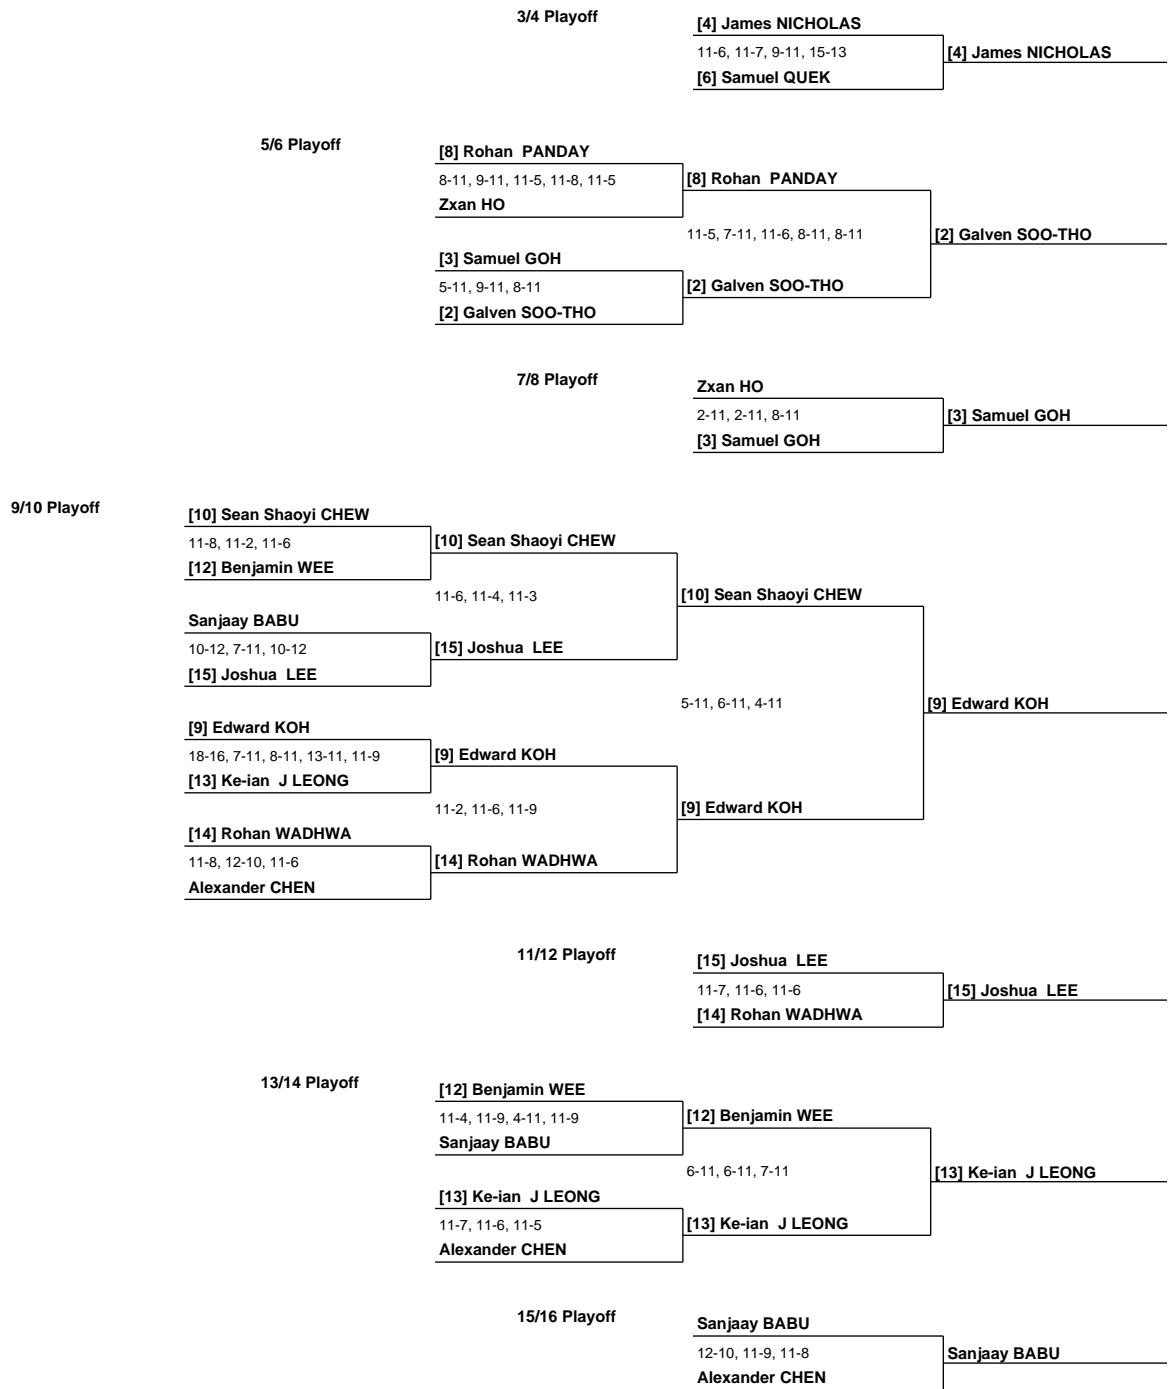 3/4 Playoff
[4] James NICHOLAS
11-6, 11-7, 9-11, 15-13
[4] James NICHOLAS
[6] Samuel QUEK
5/6 Playoff
[8] Rohan PANDAY
8-11, 9-11, 11-5, 11-8, 11-5
[8] Rohan PANDAY
Zxan HO
11-5, 7-11, 11-6, 8-11, 8-11
[2] Galven SOO-THO
[3] Samuel GOH
5-11, 9-11, 8-11
[2] Galven SOO-THO
[2] Galven SOO-THO
7/8 Playoff
Zxan HO
2-11, 2-11, 8-11
[3] Samuel GOH
[3] Samuel GOH
9/10 Playoff
[10] Sean Shaoyi CHEW
11-8, 11-2, 11-6
[10] Sean Shaoyi CHEW
[12] Benjamin WEE
11-6, 11-4, 11-3
[10] Sean Shaoyi CHEW
Sanjaay BABU
10-12, 7-11, 10-12
[15] Joshua LEE
[15] Joshua LEE
5-11, 6-11, 4-11
[9] Edward KOH
[9] Edward KOH
18-16, 7-11, 8-11, 13-11, 11-9
[9] Edward KOH
[13] Ke-ian J LEONG
11-2, 11-6, 11-9
[9] Edward KOH
[14] Rohan WADHWA
11-8, 12-10, 11-6
[14] Rohan WADHWA
Alexander CHEN
11/12 Playoff
[15] Joshua LEE
11-7, 11-6, 11-6
[15] Joshua LEE
[14] Rohan WADHWA
13/14 Playoff
[12] Benjamin WEE
11-4, 11-9, 4-11, 11-9
[12] Benjamin WEE
Sanjaay BABU
6-11, 6-11, 7-11
[13] Ke-ian J LEONG
[13] Ke-ian J LEONG
11-7, 11-6, 11-5
[13] Ke-ian J LEONG
Alexander CHEN
15/16 Playoff
Sanjaay BABU
12-10, 11-9, 11-8
Sanjaay BABU
Alexander CHEN